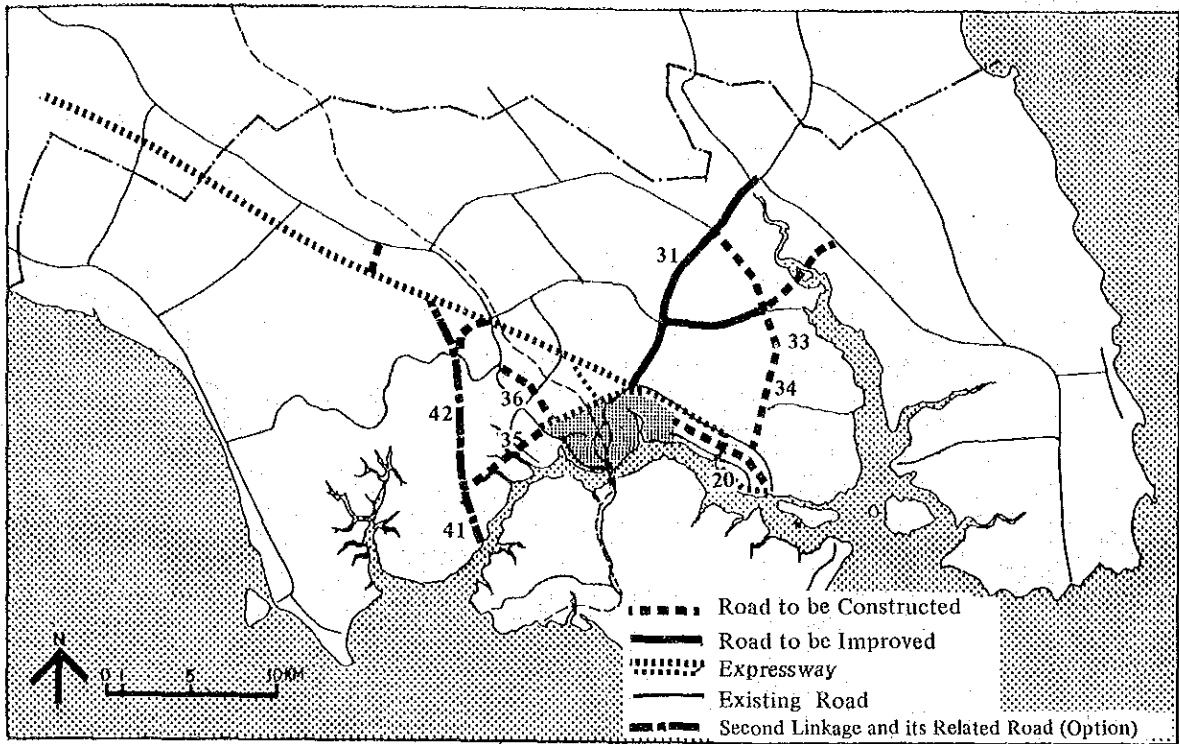 31
33
34
36
42
35
20
41
N
0 1 5 10KM
Road to be Constructed
Road to be Improved
Expressway
Existing Road
Second Linkage and its Related Road (Option)